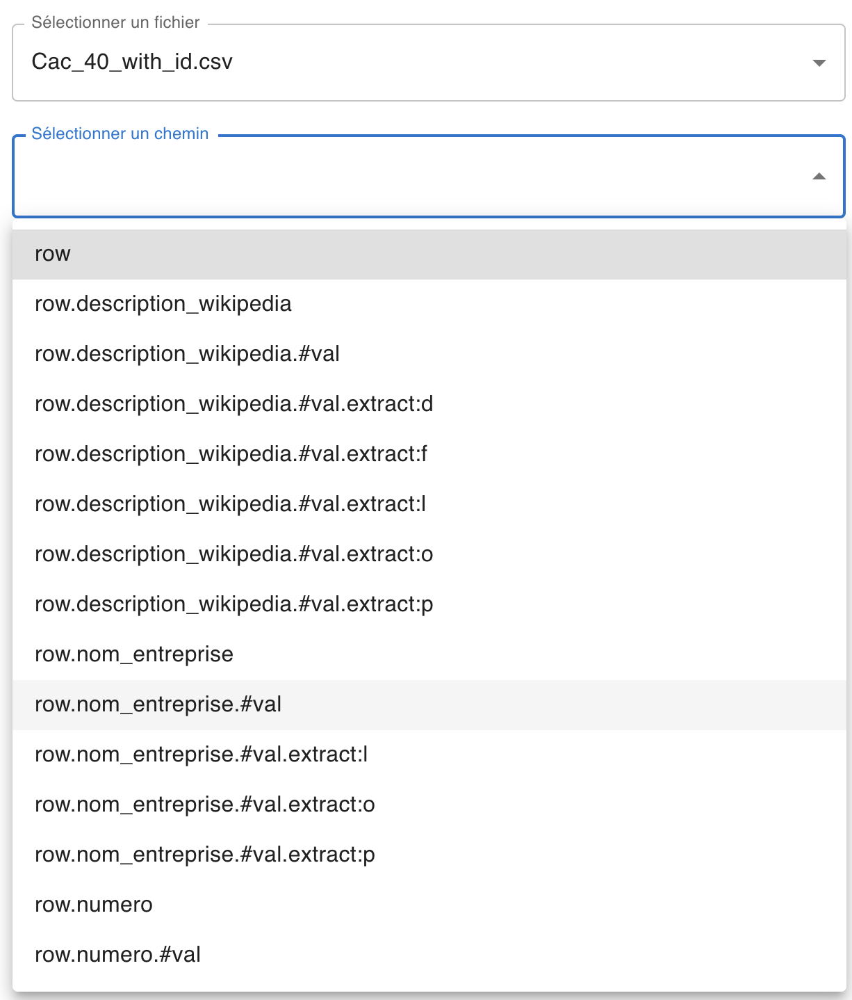 Sélectionner un fichier
Cac_40_with_id.csv
Sélectionner un chemin
row
row.description_wikipedia
row.description_wikipedia.#val
row.description_wikipedia.#val.extract:d
row.description_wikipedia.#val.extract:f
row.description_wikipedia.#val.extract:l
row.description_wikipedia.#val.extract:o
row.description_wikipedia.#val.extract:p
row.nom_entreprise
row.nom_entreprise.#val
row.nom_entreprise.#val.extract:l
row.nom_entreprise.#val.extract:o
row.nom_entreprise.#val.extract:p
row.numero
row.numero.#val